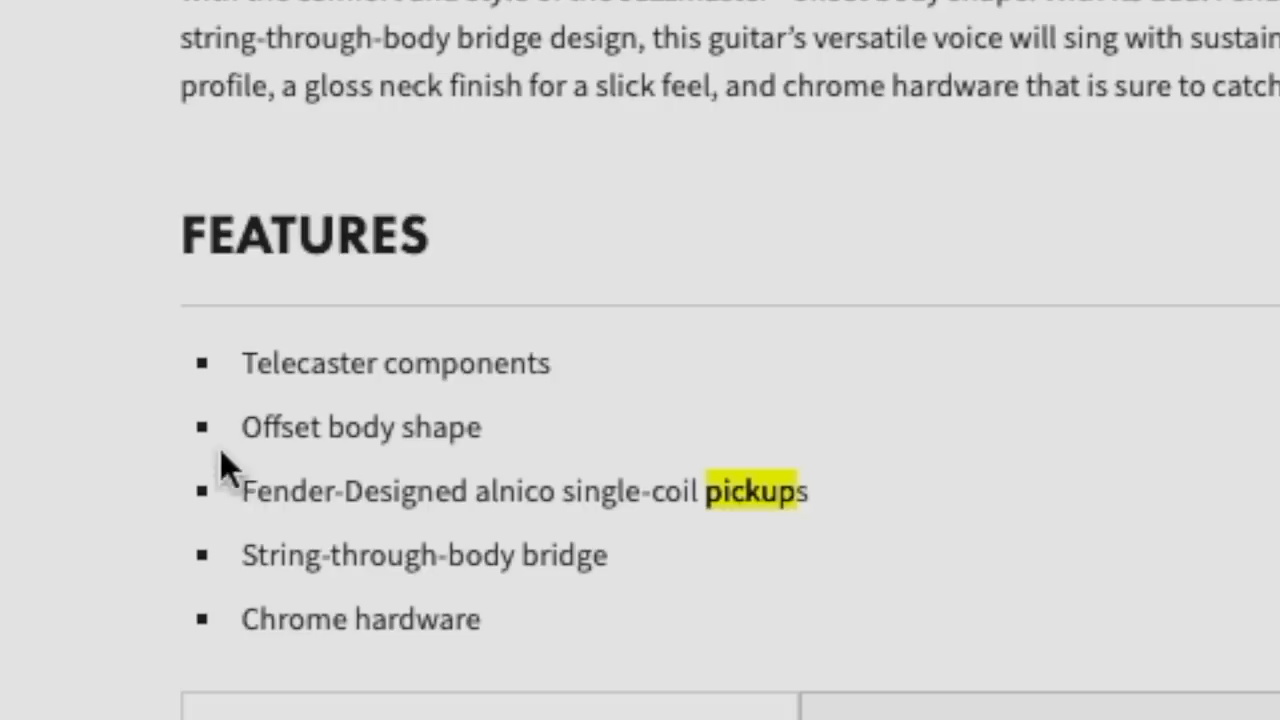 string-through-body bridge design, this guitar’s versatile voice will sing with sustain
profile, a gloss neck finish for a slick feel, and chrome hardware that is sure to catch
FEATURES
▪ Telecaster components
▪ Offset body shape
▪ Fender-Designed alnico single-coil pickups
▪ String-through-body bridge
▪ Chrome hardware